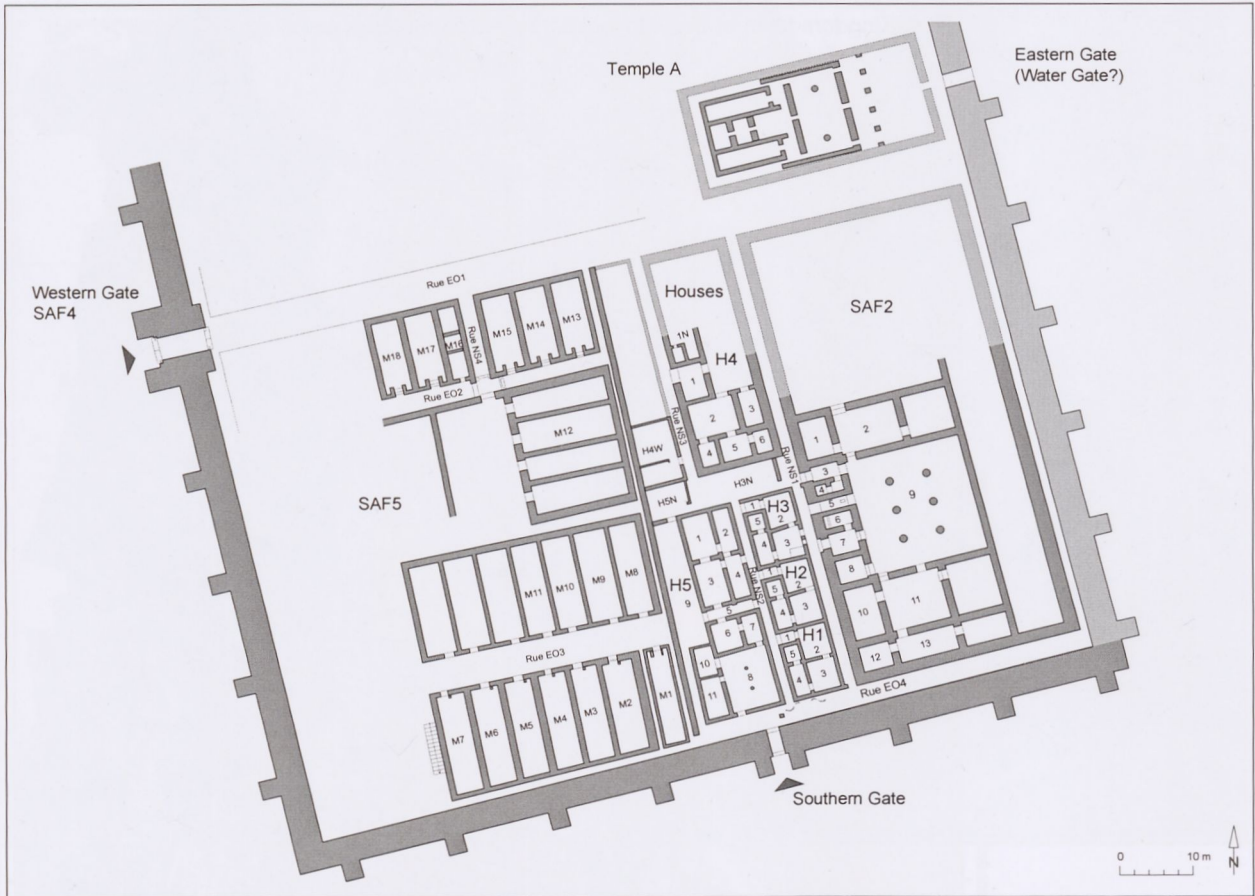 Temple A
Eastern Gate
(Water Gate?)
Western Gate
SAF4
Rue EO1
Houses
SAF2
M18
M17
M16
Rue NS4
M15
M14
M13
Rue EO2
M12
1N
H4
1
2
3
4
5
6
Rue NS3
H4W
H5N
H3N
Rue NS1
1
2
3
4
5
6
7
8
9
10
11
12
13
SAF5
M11
M10
M9
M8
Rue EO3
H5
1
2
3
4
5
6
7
8
9
10
11
Rue NS2
H3
1
2
3
4
5
H2
1
2
3
4
5
H1
1
2
3
4
5
M7
M6
M5
M4
M3
M2
M1
Rue EO4
Southern Gate
0 10 m
N